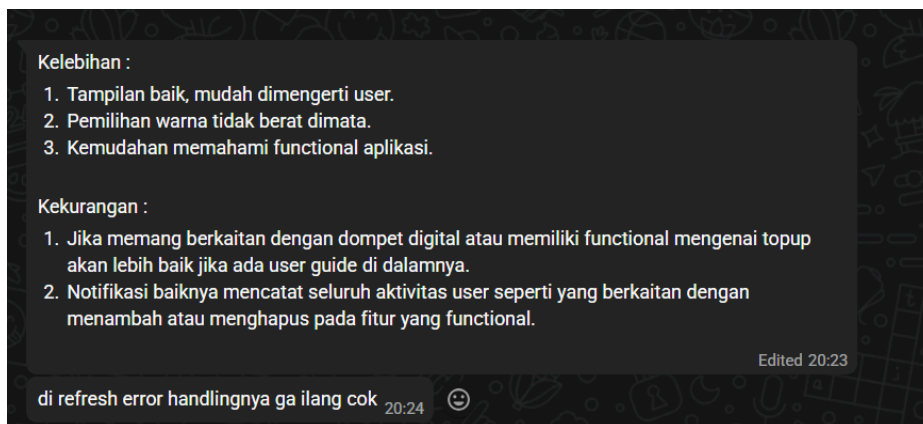 Kelebihan :
1. Tampilan baik, mudah dimengerti user.
2. Pemilihan warna tidak berat dimata.
3. Kemudahan memahami functional aplikasi.
Kekurangan :
1. Jika memang berkaitan dengan dompet digital atau memiliki functional mengenai topup
akan lebih baik jika ada user guide di dalamnya.
2. Notifikasi baiknya mencatat seluruh aktivitas user seperti yang berkaitan dengan
menambah atau menghapus pada fitur yang functional.
Edited 20:23
di refresh error handlingnya ga ilang cok 20:24